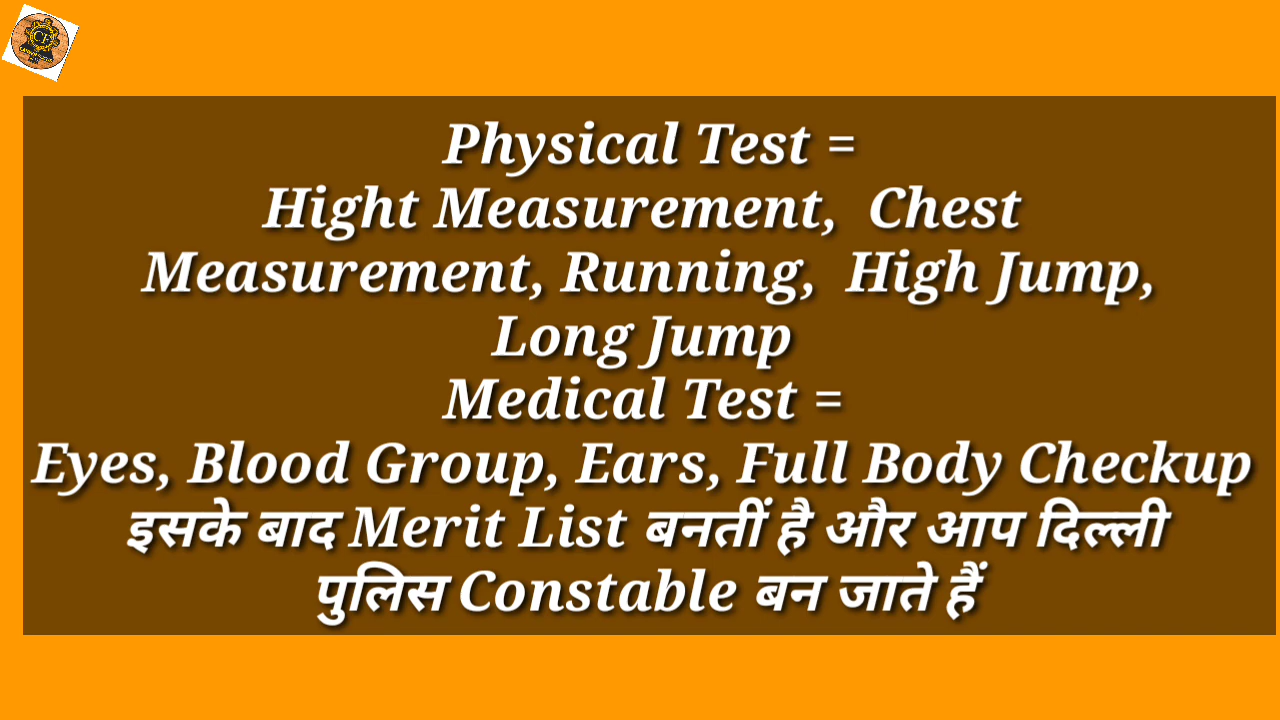 CF
Physical Test =
Hight Measurement, Chest
Measurement, Running, High Jump,
Long Jump
Medical Test =
Eyes, Blood Group, Ears, Full Body Checkup
इसके बाद Merit List बनतीं है और आप दिल्ली
पुलिस Constable बन जाते हैं